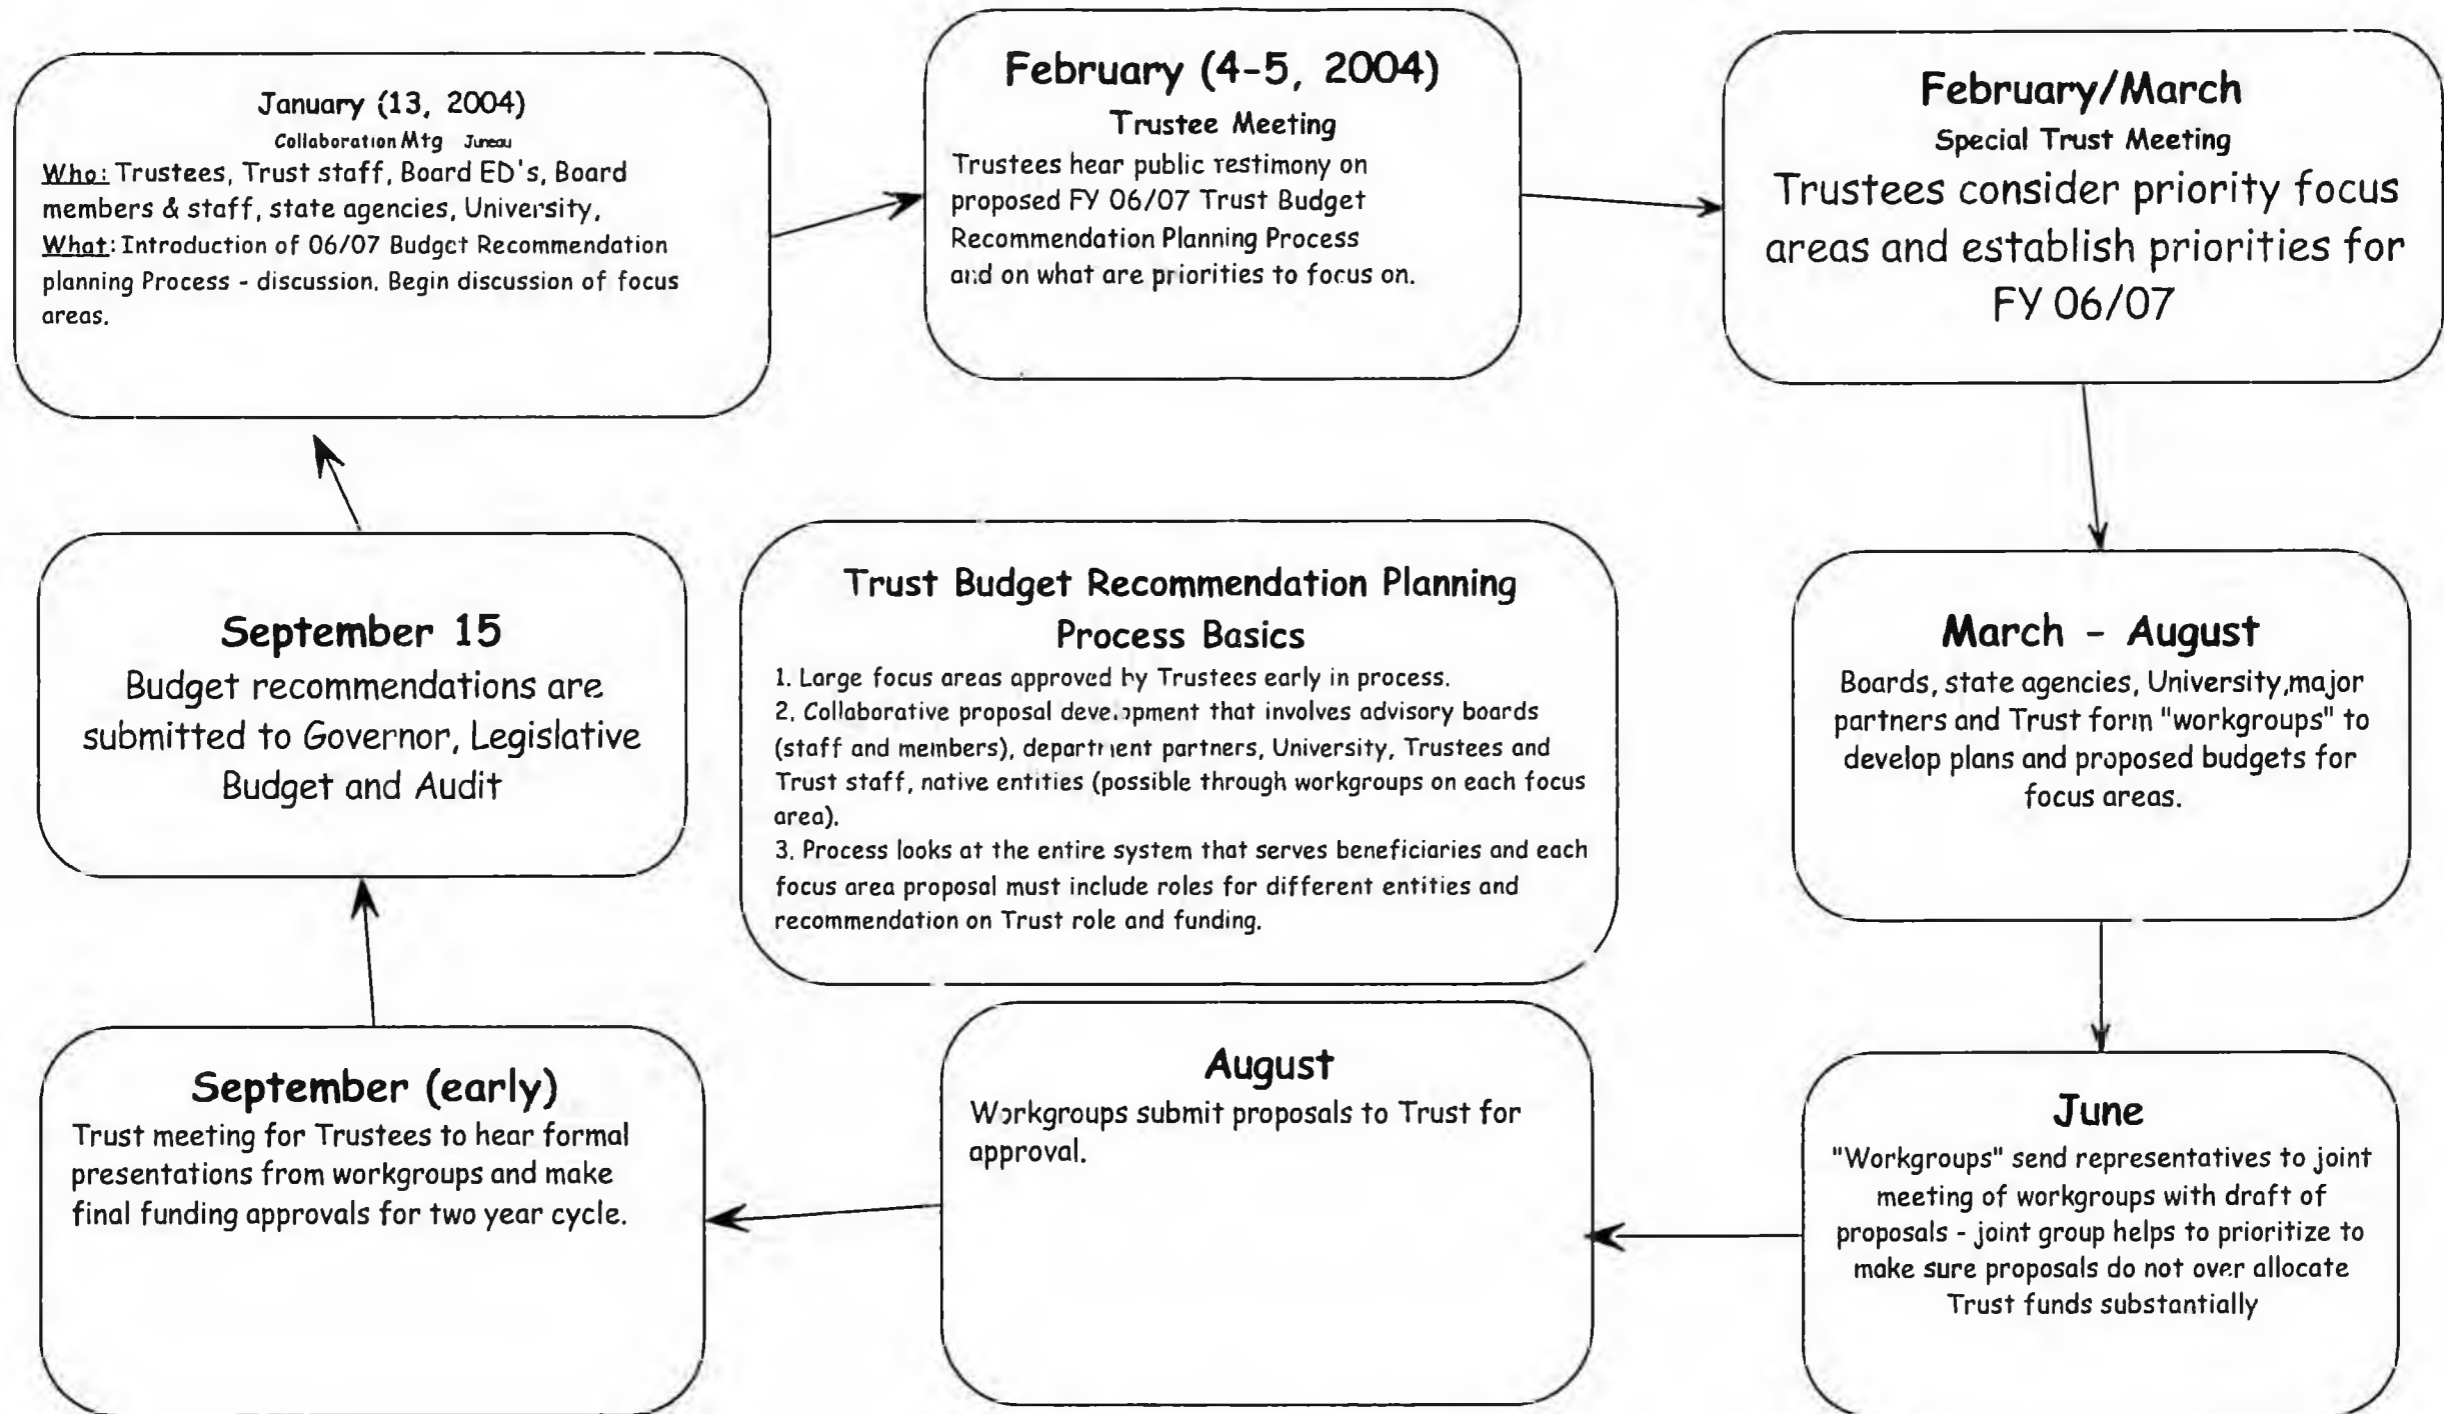 January (13, 2004)
Collaboration Mtg Juneau
Who: Trustees, Trust staff, Board ED's, Board
members & staff, state agencies, University,
What: Introduction of 06/07 Budget Recommendation
planning Process - discussion. Begin discussion of focus
areas.
February (4-5, 2004)
Trustee Meeting
Trustees hear public testimony on
proposed FY 06/07 Trust Budget
Recommendation Planning Process
and on what are priorities to focus on.
February/March
Special Trust Meeting
Trustees consider priority focus
areas and establish priorities for
FY 06/07
March - August
Boards, state agencies, University,major
partners and Trust form "workgroups" to
develop plans and proposed budgets for
focus areas.
June
"Workgroups" send representatives to joint
meeting of workgroups with draft of
proposals - joint group helps to prioritize to
make sure proposals do not over allocate
Trust funds substantially
August
Workgroups submit proposals to Trust for
approval.
September (early)
Trust meeting for Trustees to hear formal
presentations from workgroups and make
final funding approvals for two year cycle.
September 15
Budget recommendations are
submitted to Governor, Legislative
Budget and Audit
Trust Budget Recommendation Planning
Process Basics
1. Large focus areas approved by Trustees early in process.
2. Collaborative proposal development that involves advisory boards
(staff and members), department partners, University, Trustees and
Trust staff, native entities (possible through workgroups on each focus
area).
3. Process looks at the entire system that serves beneficiaries and each
focus area proposal must include roles for different entities and
recommendation on Trust role and funding.